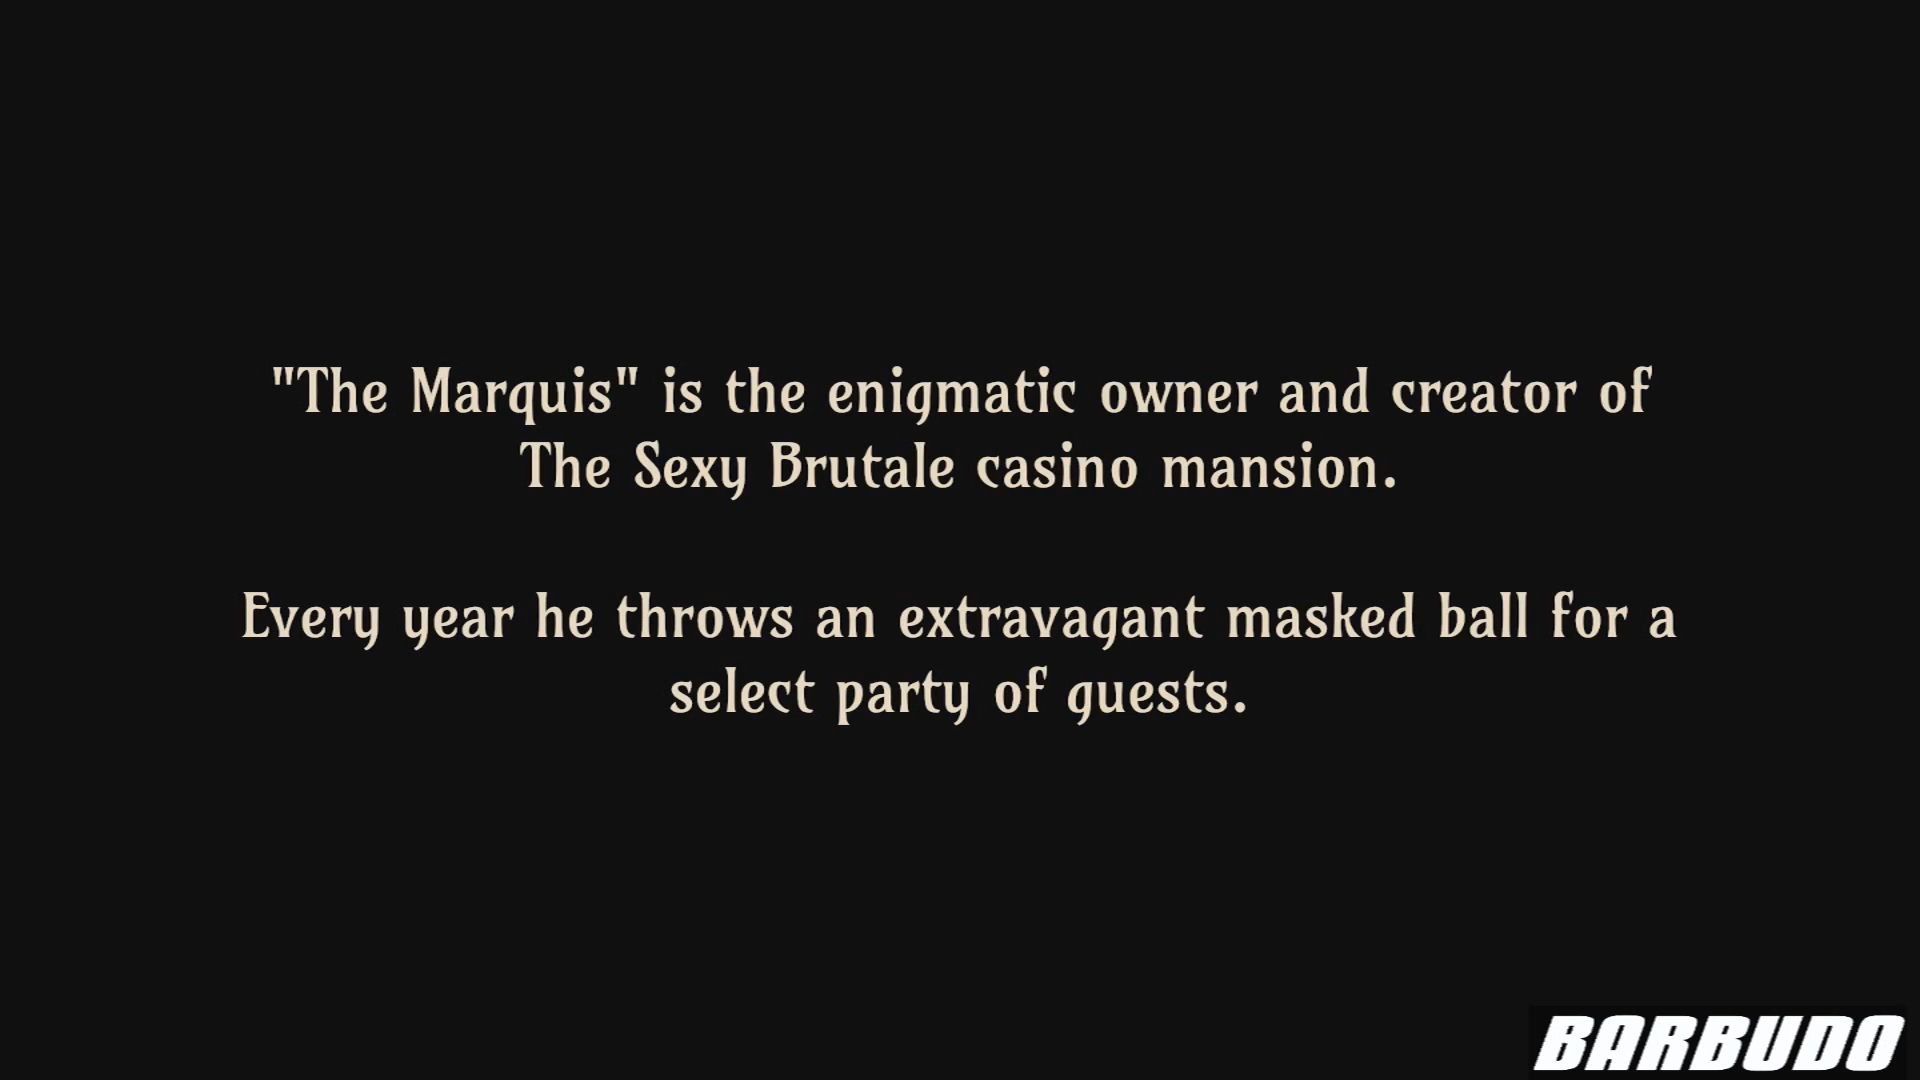 "The Marquis" is the enigmatic owner and creator of
The Sexy Brutale casino mansion.
Every year he throws an extravagant masked ball for a
select party of guests.
BARBUDO